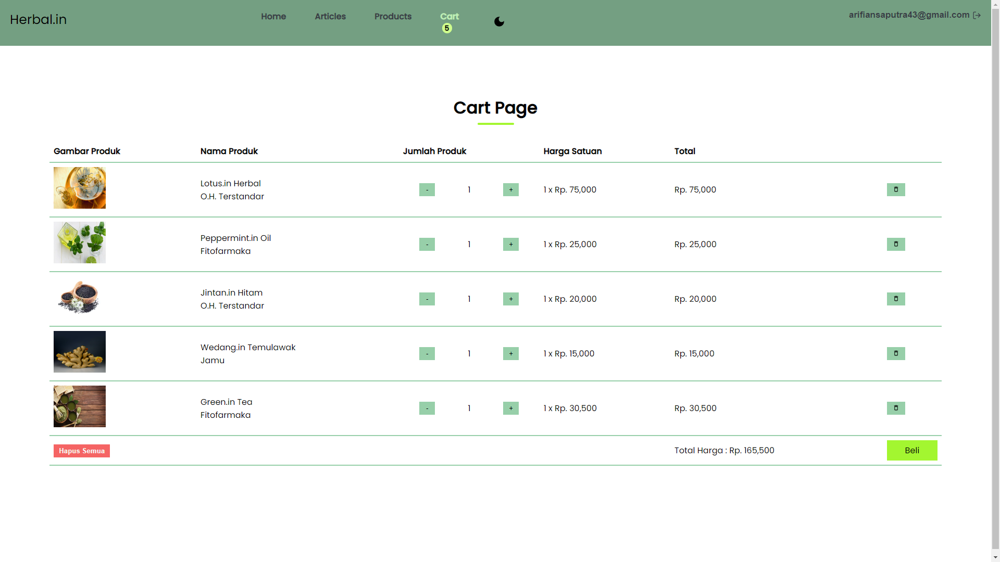 Herbal.in
Home
Articles
Products
Cart
5
arifiansaputra43@gmail.com
Cart Page
Gambar Produk Nama Produk Jumlah Produk Harga Satuan Total
Lotus.in Herbal
O.H. Terstandar
- 1 + 1 x Rp. 75,000 Rp. 75,000
Peppermint.in Oil
Fitofarmaka
- 1 + 1 x Rp. 25,000 Rp. 25,000
Jintan.in Hitam
O.H. Terstandar
- 1 + 1 x Rp. 20,000 Rp. 20,000
Wedang.in Temulawak
Jamu
- 1 + 1 x Rp. 15,000 Rp. 15,000
Green.in Tea
Fitofarmaka
- 1 + 1 x Rp. 30,500 Rp. 30,500
Hapus Semua Total Harga : Rp. 165,500 Beli